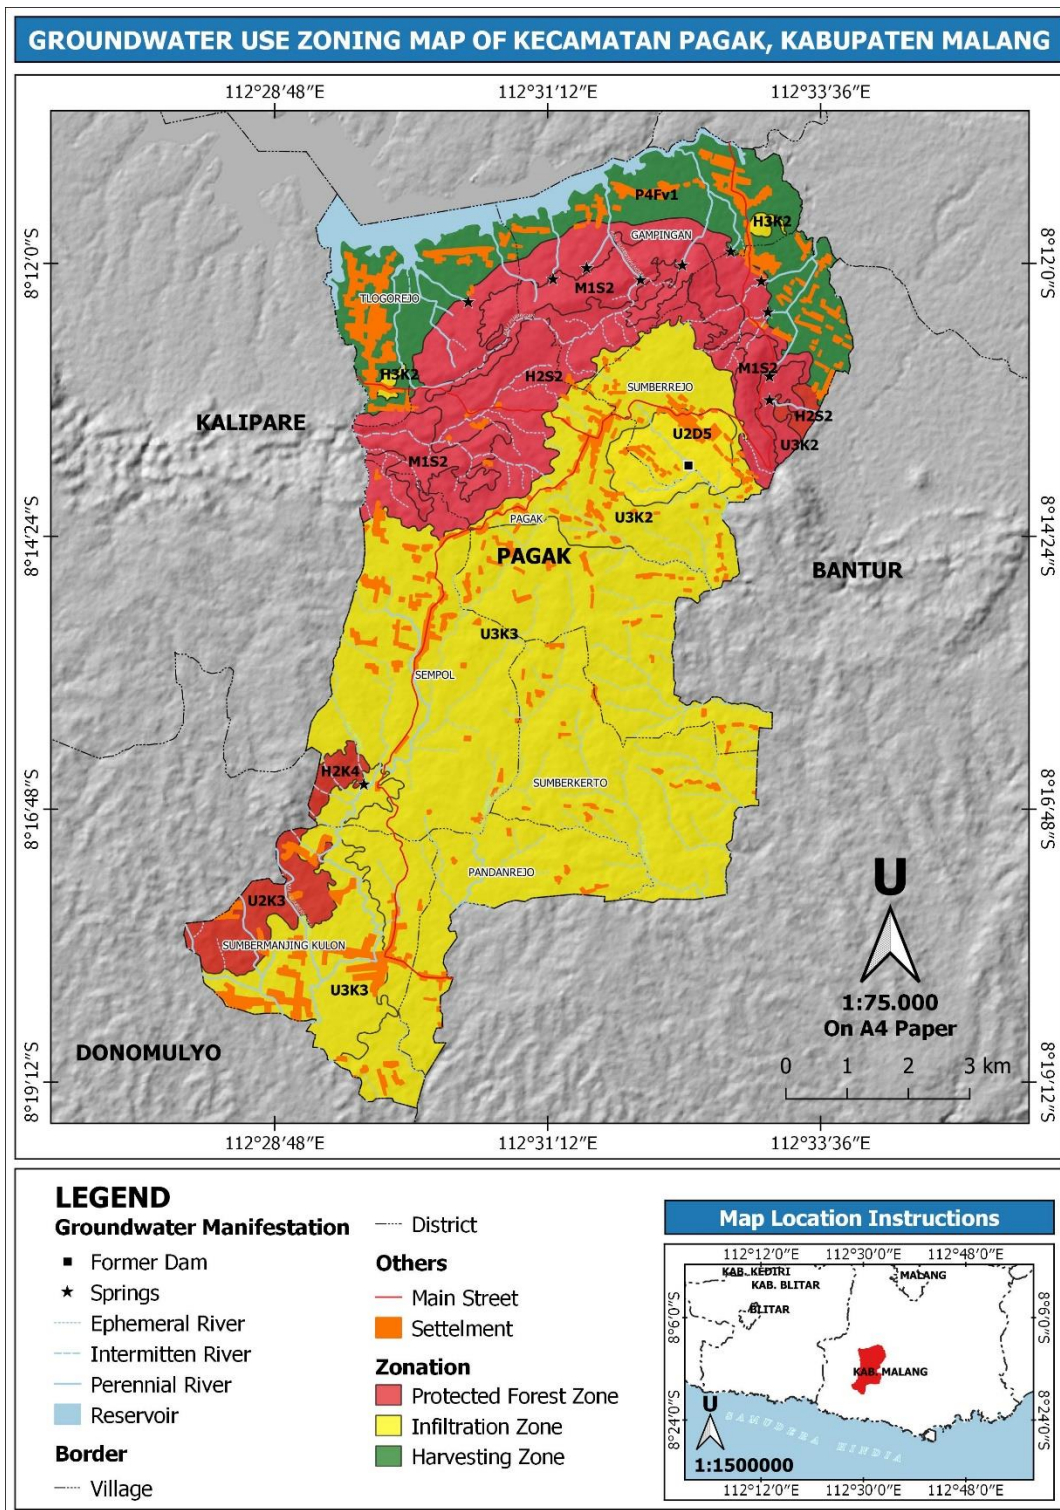 GROUNDWATER USE ZONING MAP OF KECAMATAN PAGAK, KABUPATEN MALANG
112°28′48″E 112°31′12″E 112°33′36″E
P4Fv1
H3K2
GAMPINGAN
8°12′0″S
8°12′0″S
M1S2
TLOGOREJO
H3K2
H2S2
SUMBERREJO
M1S2
KALIPARE
H2S2
U2D5
U3K2
M1S2
PAGAK
U3K2
8°14′24″S
8°14′24″S
PAGAK
BANTUR
U3K3
SEMPOL
H2K4
SUMBERKERTO
8°16′48″S
8°16′48″S
PANDANREJO
U
U2K3
SUMBERMANJING KULON
U3K3
1:75.000
On A4 Paper
DONOMULYO
0 1 2 3 km
8°19′12″S
8°19′12″S
112°28′48″E 112°31′12″E 112°33′36″E
LEGEND
Groundwater Manifestation
Former Dam
Springs
Ephemeral River
Intermitten River
Perennial River
Reservoir
Border
Village
District
Others
Main Street
Settelment
Zonation
Protected Forest Zone
Infiltration Zone
Harvesting Zone
Map Location Instructions
112°12′0″E 112°30′0″E 112°48′0″E
KAB. KEDIRI
MALANG
KAB. BLITAR
BLITAR
8°6′0″S
8°6′0″S
KAB. MALANG
U
SAMUDERA HINDIA
8°24′0″S
8°24′0″S
1:1500000
112°12′0″E 112°30′0″E 112°48′0″E